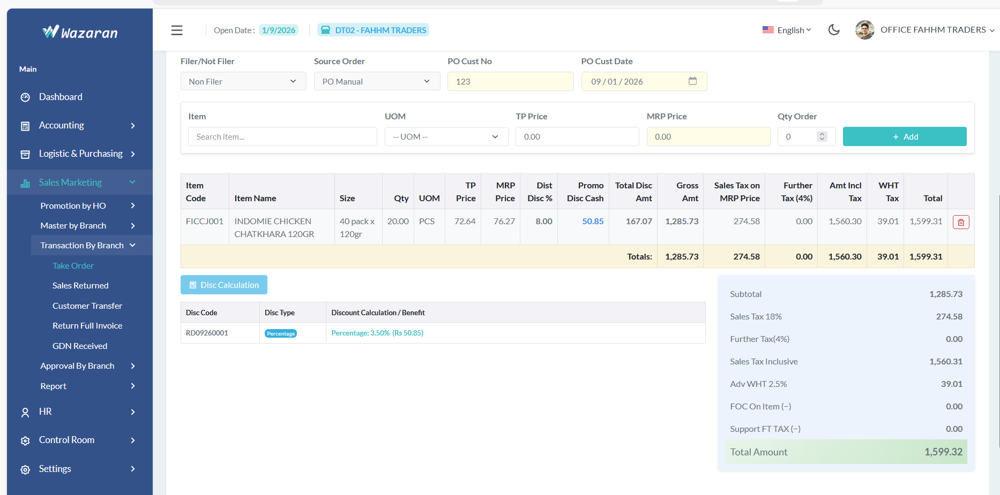 Wazaran
Open Date : 1/9/2026 DT02 - FAHHM TRADERS English OFFICE FAHHM TRADERS
Main
Dashboard
Accounting
Logistic & Purchasing
Sales Marketing
Promotion by HO
Master by Branch
Transaction By Branch
Take Order
Sales Returned
Customer Transfer
Return Full Invoice
GDN Received
Approval By Branch
Report
HR
Control Room
Settings
Filer/Not Filer Source Order PO Cust No PO Cust Date
Non Filer PO Manual 123 09 / 01 / 2026
Item UOM TP Price MRP Price Qty Order
Search item... -- UOM -- 0.00 0.00 0 + Add
Item Code Item Name Size Qty UOM TP Price MRP Price Dist Disc % Promo Disc Cash Total Disc Amt Gross Amt Sales Tax on MRP Price Further Tax (4%) Amt Incl Tax WHT Tax Total
FICCJ001 INDOMIE CHICKEN CHATKHARA 120GR 40 pack x 120gr 20.00 PCS 72.64 76.27 8.00 50.85 167.07 1,285.73 274.58 0.00 1,560.30 39.01 1,599.31
Totals: 1,285.73 274.58 0.00 1,560.30 39.01 1,599.31
Disc Calculation
Disc Code Disc Type Discount Calculation / Benefit
RD09260001 Percentage Percentage: 3.50% (Rs 50.85)
Subtotal 1,285.73
Sales Tax 18% 274.58
Further Tax(4%) 0.00
Sales Tax Inclusive 1,560.31
Adv WHT 2.5% 39.01
FOC On Item (−) 0.00
Support FT TAX (−) 0.00
Total Amount 1,599.32